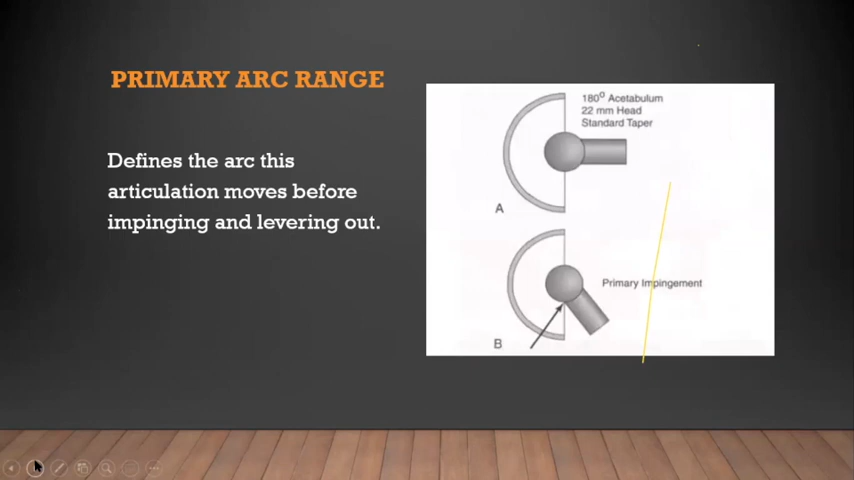 PRIMARY ARC RANGE
Defines the arc this
articulation moves before
impinging and levering out.
180° Acetabulum
22 mm Head
Standard Taper
A
Primary Impingement
B